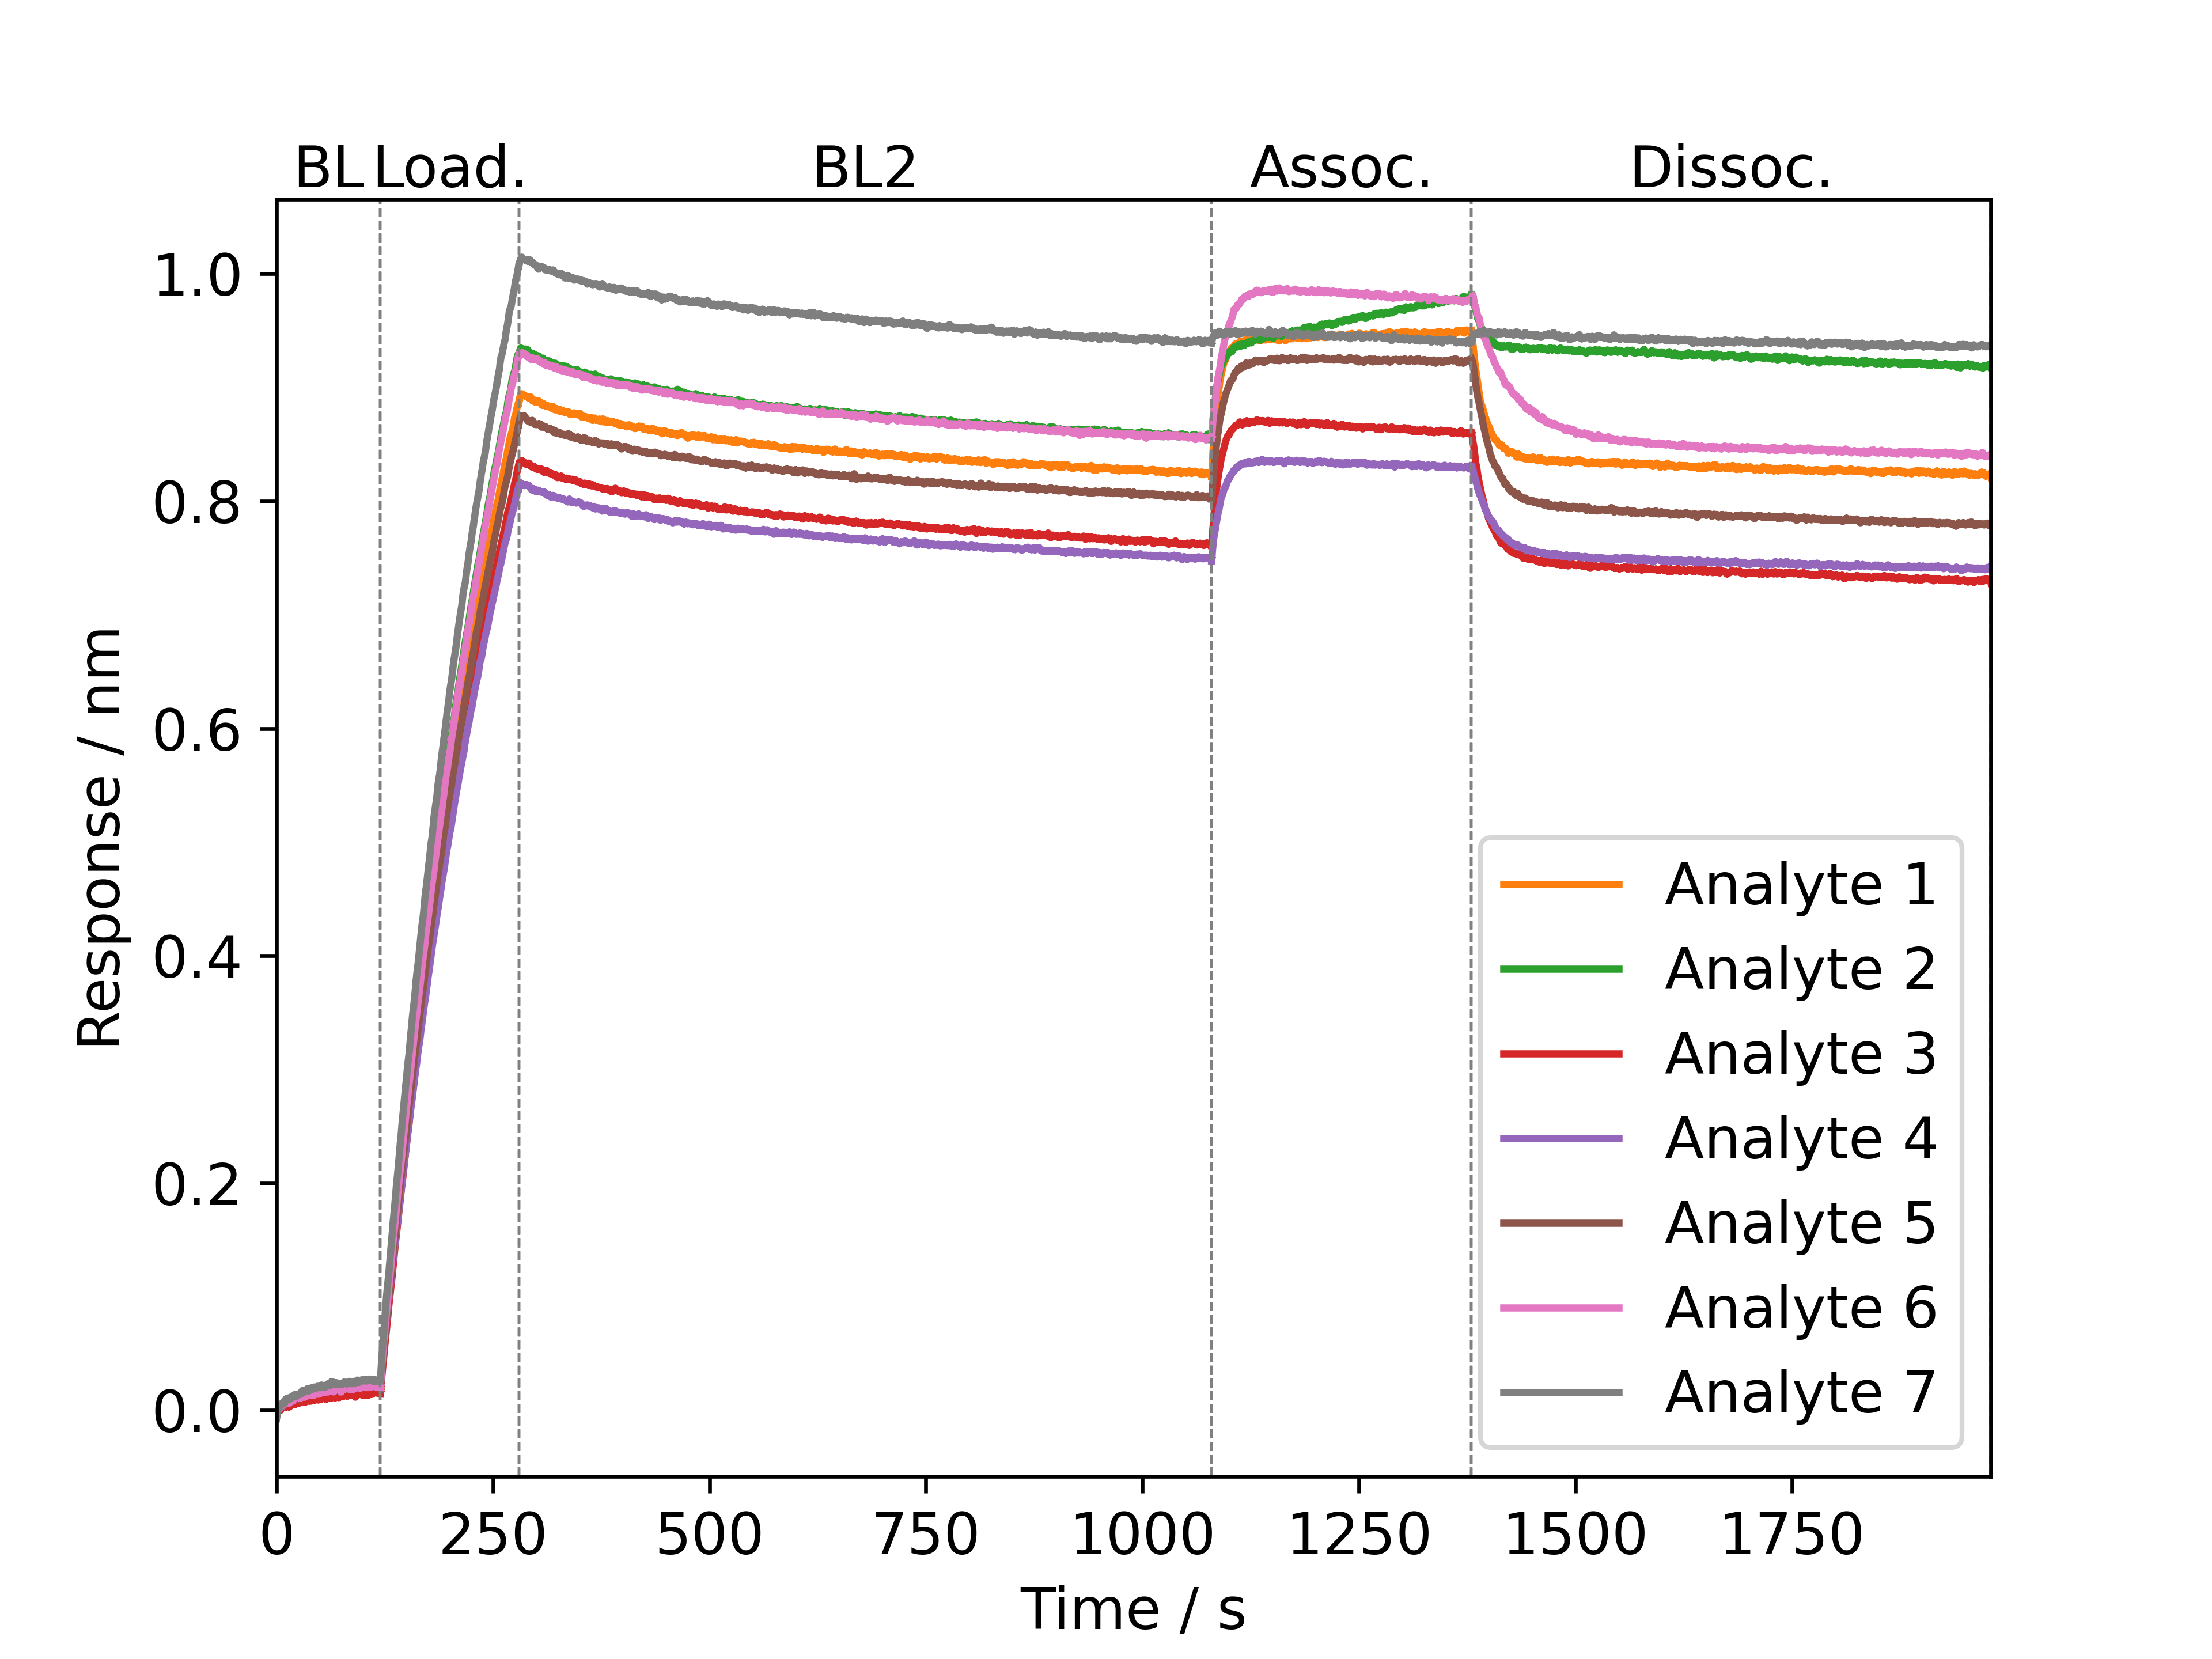 BL Load. BL2 Assoc. Dissoc.
1.0
0.8
0.6
0.4
0.2
0.0
Response / nm
Analyte 1
Analyte 2
Analyte 3
Analyte 4
Analyte 5
Analyte 6
Analyte 7
0 250 500 750 1000 1250 1500 1750
Time / s